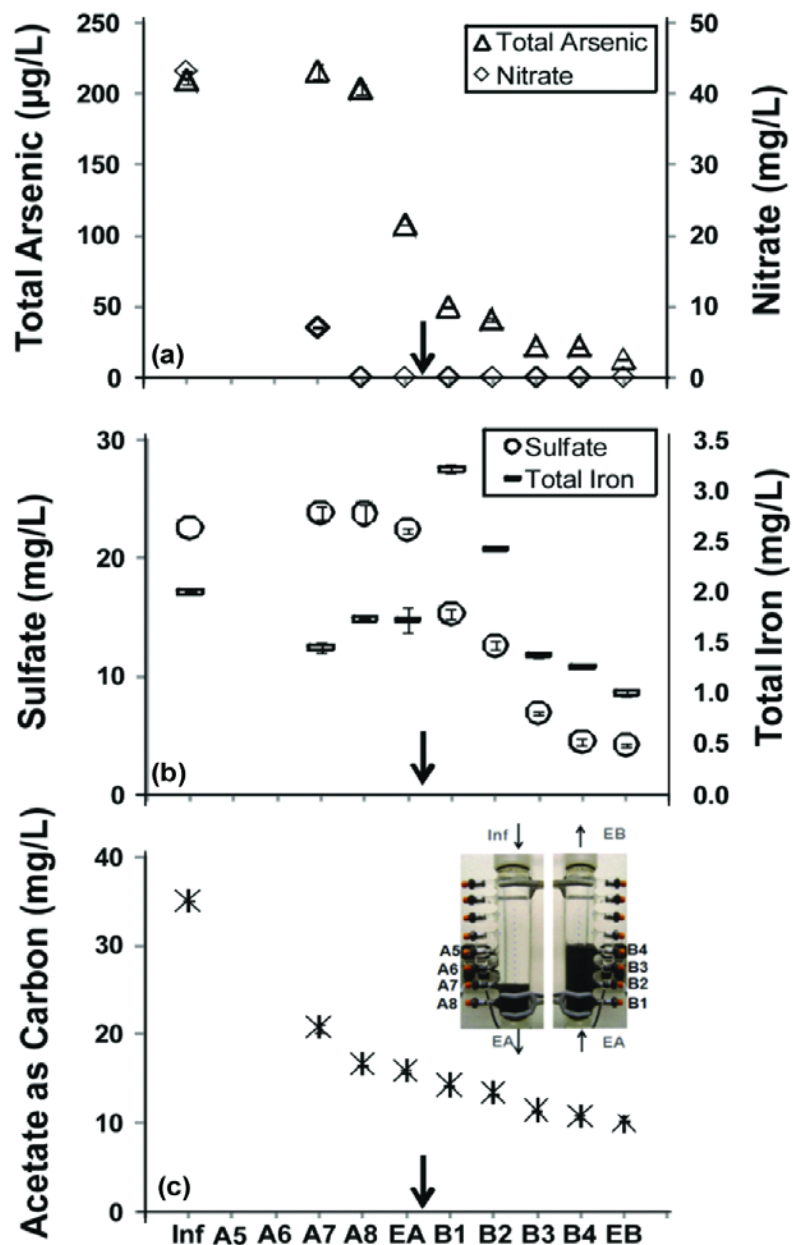 Total Arsenic (µg/L)
250
200
150
100
50
0
Total Arsenic
Nitrate
(a)
50
40
30
20
10
0
Nitrate (mg/L)
Sulfate (mg/L)
30
20
10
0
Sulfate
Total Iron
(b)
3.5
3.0
2.5
2.0
1.5
1.0
0.5
0.0
Total Iron (mg/L)
Acetate as Carbon (mg/L)
40
30
20
10
0
(c)
Inf
EB
A5
A6
A7
A8
B4
B3
B2
B1
EA
EA
Inf A5 A6 A7 A8 EA B1 B2 B3 B4 EB